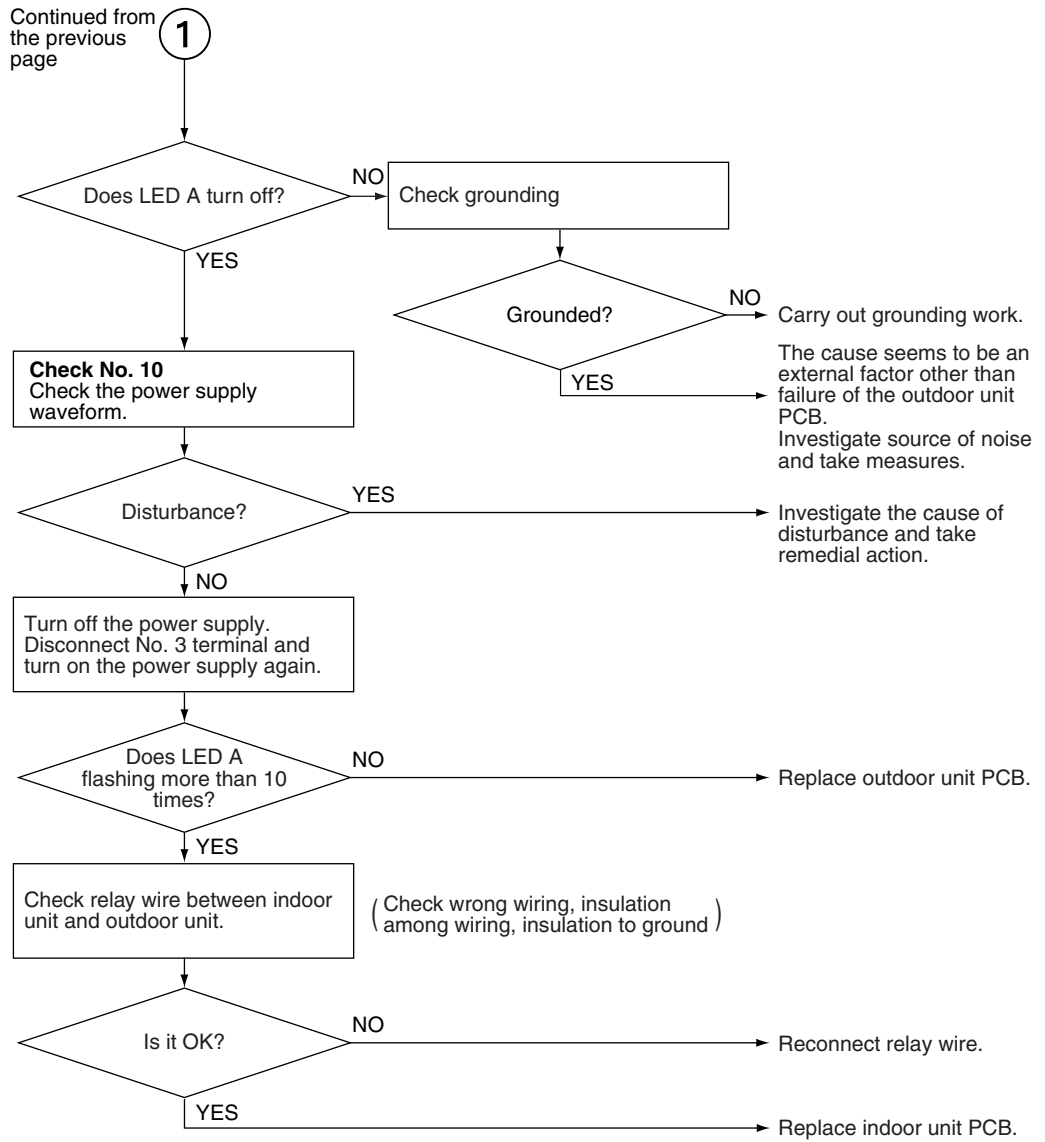 Continued from
the previous
page
1
Does LED A turn off?
NO
Check grounding
YES
Grounded?
NO
Carry out grounding work.
YES
The cause seems to be an
external factor other than
failure of the outdoor unit
PCB.
Investigate source of noise
and take measures.
Check No. 10
Check the power supply
waveform.
Disturbance?
YES
Investigate the cause of
disturbance and take
remedial action.
NO
Turn off the power supply.
Disconnect No. 3 terminal and
turn on the power supply again.
Does LED A
flashing more than 10
times?
NO
Replace outdoor unit PCB.
YES
Check relay wire between indoor
unit and outdoor unit.
(Check wrong wiring, insulation
among wiring, insulation to ground)
Is it OK?
NO
Reconnect relay wire.
YES
Replace indoor unit PCB.